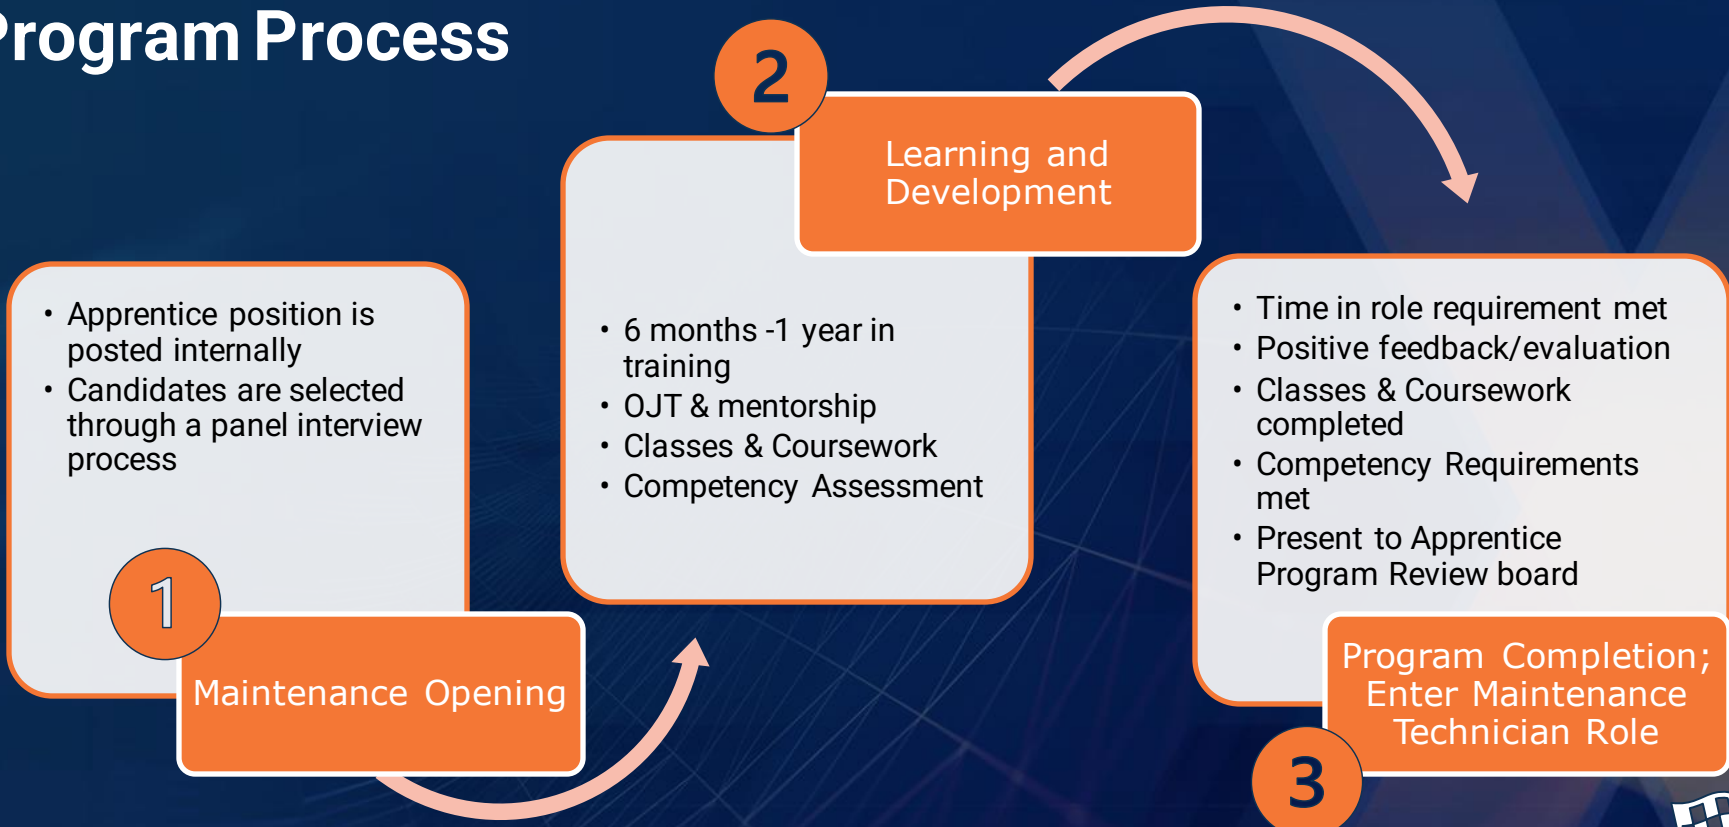 Program Process
1
Maintenance Opening
• Apprentice position is
posted internally
• Candidates are selected
through a panel interview
process
2
Learning and
Development
• 6 months -1 year in
training
• OJT & mentorship
• Classes & Coursework
• Competency Assessment
3
Program Completion;
Enter Maintenance
Technician Role
• Time in role requirement met
• Positive feedback/evaluation
• Classes & Coursework
completed
• Competency Requirements
met
• Present to Apprentice
Program Review board